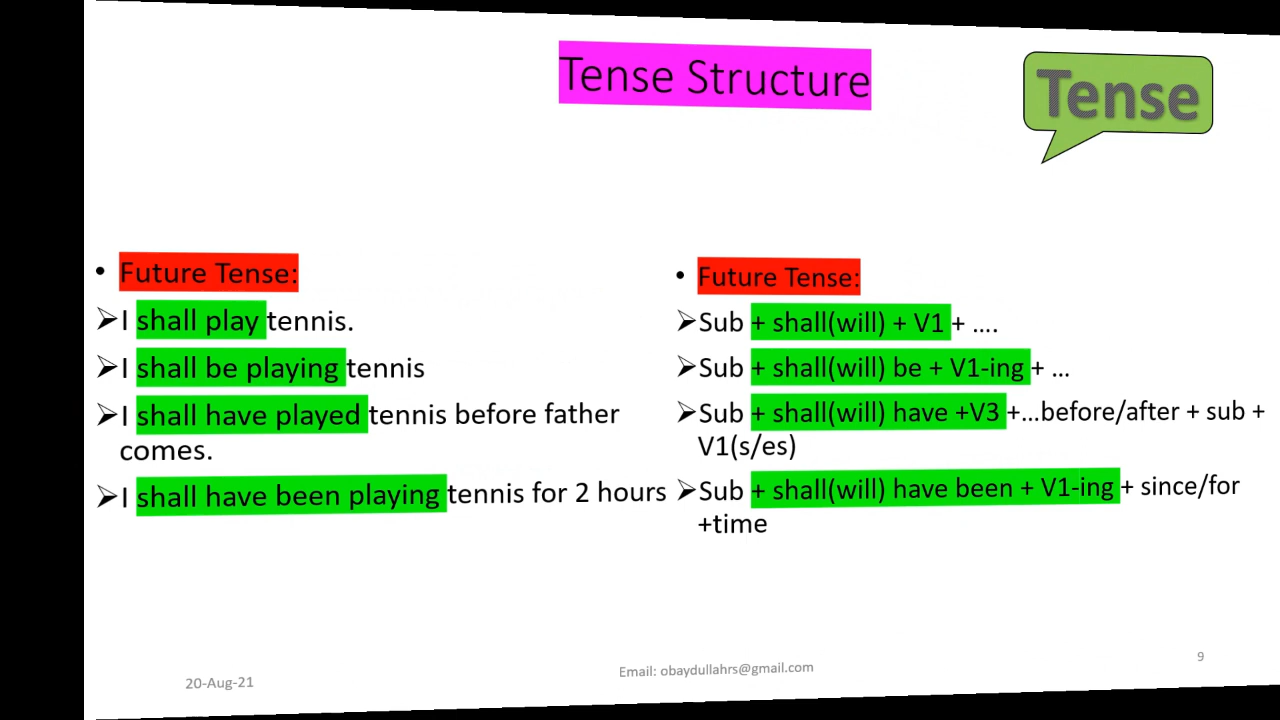 Tense Structure
Tense
• Future Tense:
➢I shall play tennis.
➢I shall be playing tennis
➢I shall have played tennis before father
comes.
➢I shall have been playing tennis for 2 hours
• Future Tense:
➢Sub + shall(will) + V1 + ....
➢Sub + shall(will) be + V1-ing + ...
➢Sub + shall(will) have +V3 +...before/after + sub +
V1(s/es)
➢Sub + shall(will) have been + V1-ing + since/for
+time
20-Aug-21
Email: obaydullahrs@gmail.com
9